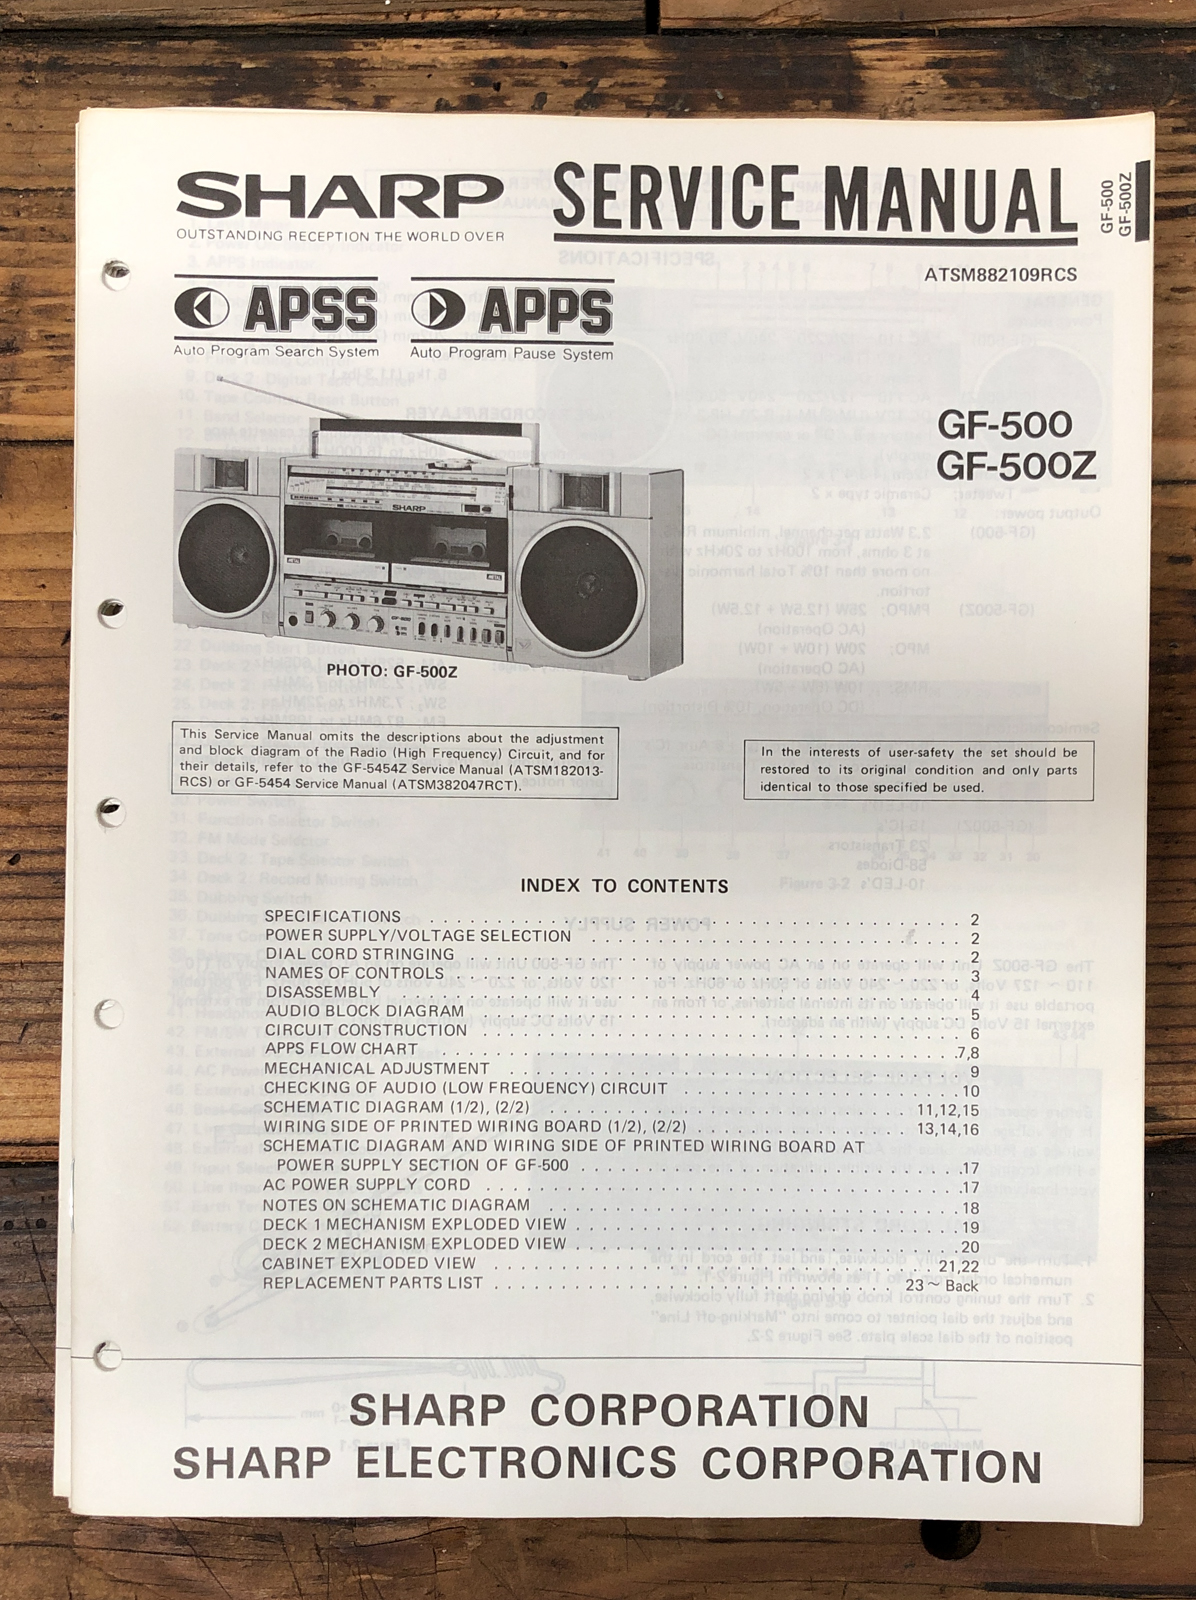 SHARP
OUTSTANDING RECEPTION THE WORLD OVER
SERVICE MANUAL
GF-500
GF-500Z
ATSM882109RCS
APSS
Auto Program Search System
APPS
Auto Program Pause System
GF-500
GF-500Z
SHARP
METAL
METAL
GF-500
PHOTO: GF-500Z
This Service Manual omits the descriptions about the adjustment
and block diagram of the Radio (High Frequency) Circuit, and for
their details, refer to the GF-5454Z Service Manual (ATSM182013-
RCS) or GF-5454 Service Manual (ATSM382047RCT).
In the interests of user-safety the set should be
restored to its original condition and only parts
identical to those specified be used.
INDEX TO CONTENTS
SPECIFICATIONS . . . . . . . . . . . . . . . . . . . . 2
POWER SUPPLY/VOLTAGE SELECTION . . . . . . . . . . . . . . . . . . . . 2
DIAL CORD STRINGING . . . . . . . . . . . . . . . . . . . . 2
NAMES OF CONTROLS . . . . . . . . . . . . . . . . . . . . 3
DISASSEMBLY . . . . . . . . . . . . . . . . . . . . 4
AUDIO BLOCK DIAGRAM . . . . . . . . . . . . . . . . . . . . 5
CIRCUIT CONSTRUCTION . . . . . . . . . . . . . . . . . . . . 6
APPS FLOW CHART . . . . . . . . . . . . . . . . . . . . 7,8
MECHANICAL ADJUSTMENT . . . . . . . . . . . . . . . . . . . . 9
CHECKING OF AUDIO (LOW FREQUENCY) CIRCUIT . . . . . . . . . . . . . . . . . . . . 10
SCHEMATIC DIAGRAM (1/2), (2/2) . . . . . . . . . . . . . . . . . . . . 11,12,15
WIRING SIDE OF PRINTED WIRING BOARD (1/2), (2/2) . . . . . . . . . . . . . 13,14,16
SCHEMATIC DIAGRAM AND WIRING SIDE OF PRINTED WIRING BOARD AT
POWER SUPPLY SECTION OF GF-500 . . . . . . . . . . . . . . . . . . . . 17
AC POWER SUPPLY CORD . . . . . . . . . . . . . . . . . . . . 17
NOTES ON SCHEMATIC DIAGRAM . . . . . . . . . . . . . . . . . . . . 18
DECK 1 MECHANISM EXPLODED VIEW . . . . . . . . . . . . . . . . . . . . 19
DECK 2 MECHANISM EXPLODED VIEW . . . . . . . . . . . . . . . . . . . . 20
CABINET EXPLODED VIEW . . . . . . . . . . . . . . . . . . . . 21,22
REPLACEMENT PARTS LIST . . . . . . . . . . . . . . . . . . . . 23 ~ Back
SHARP CORPORATION
SHARP ELECTRONICS CORPORATION